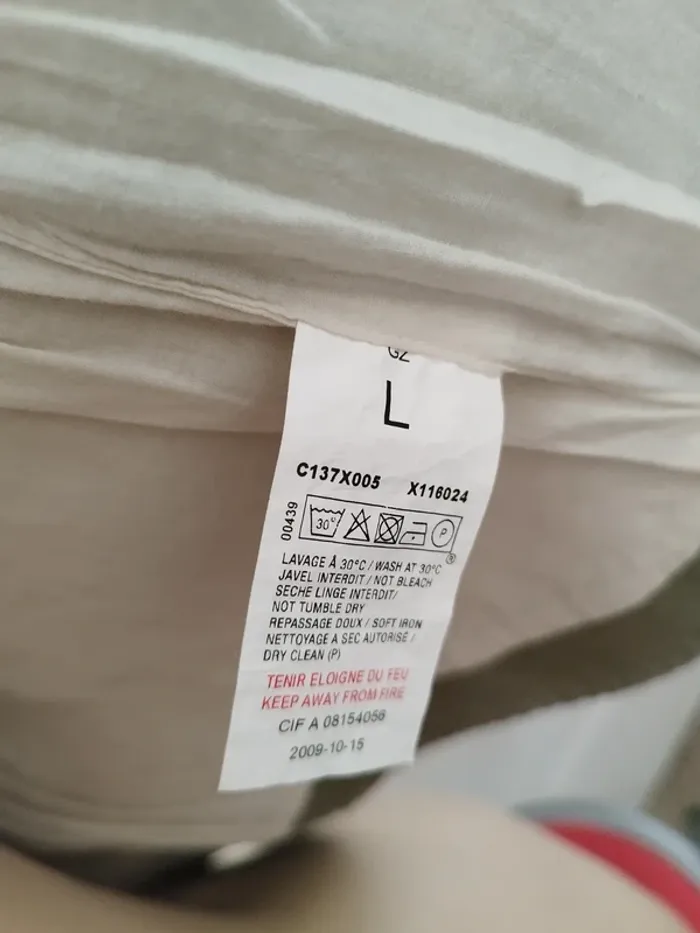 GZ
L
C137X005 X116024
00439
30° P
®
LAVAGE À 30°C / WASH AT 30°C
JAVEL INTERDIT / NOT BLEACH
SECHE LINGE INTERDIT/
NOT TUMBLE DRY
REPASSAGE DOUX / SOFT IRON
NETTOYAGE A SEC AUTORISÉ /
DRY CLEAN (P)
TENIR ELOIGNE DU FEU
KEEP AWAY FROM FIRE
CIF A 08154056
2009-10-15